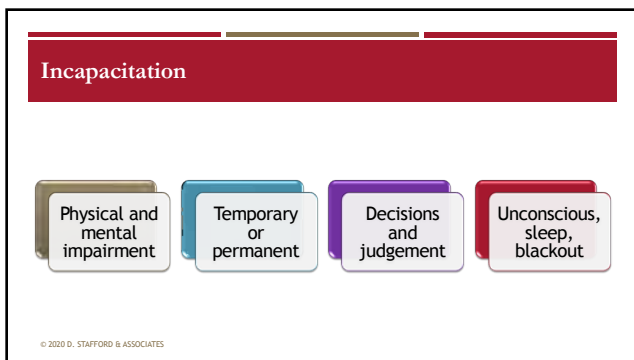 Incapacitation
Physical and
mental
impairment
Temporary
or
permanent
Decisions
and
judgement
Unconscious,
sleep,
blackout
© 2020 D. STAFFORD & ASSOCIATES